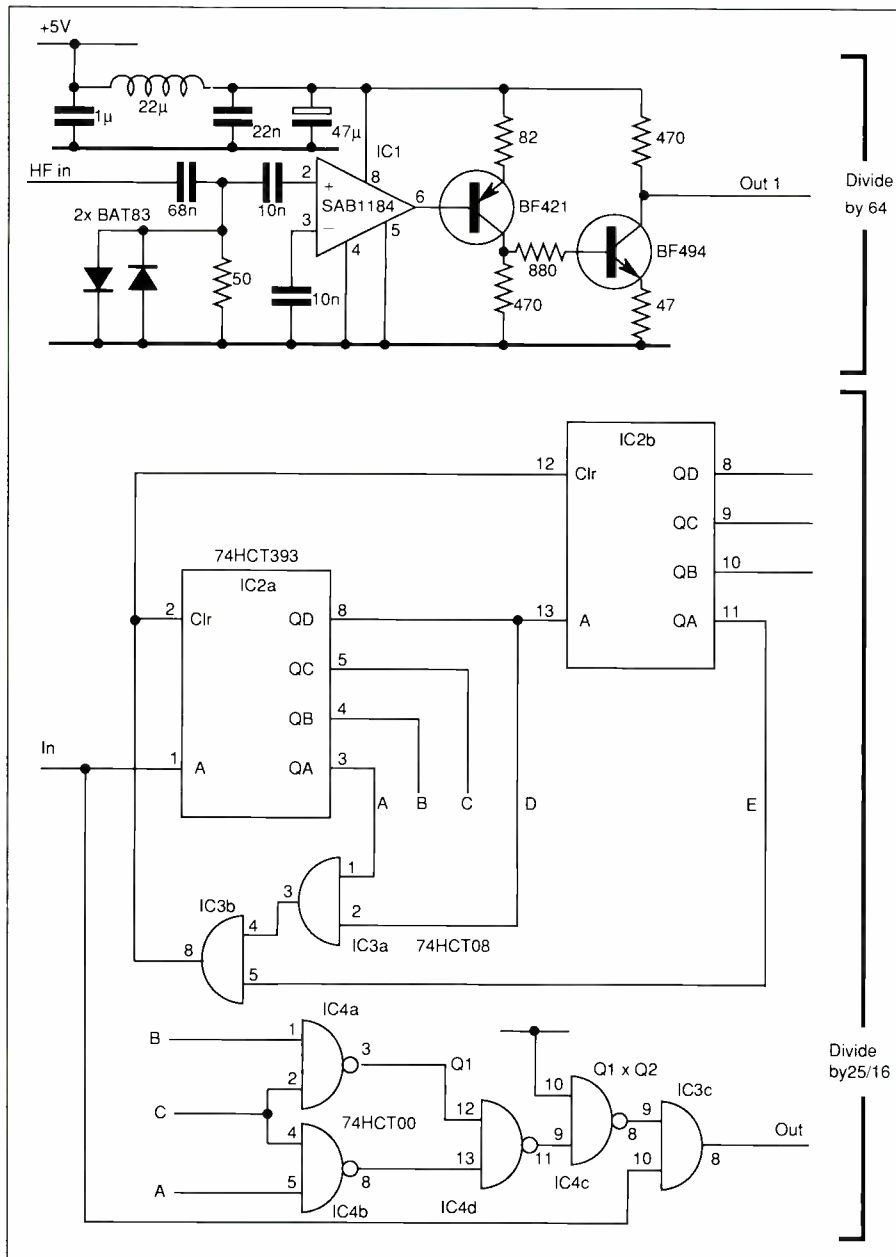 +5V
1µ
22µ
22n
47µ
IC1
82
470
HF in
68n
10n
2
+
SAB1184
8
6
BF421
Out 1
Divide
by 64
2x BAT83
3
–
4
5
880
BF494
50
10n
470
47
IC2b
12
Clr
QD
8
QC
9
74HCT393
QB
10
IC2a
2
Clr
QD
8
13
A
QA
11
QC
5
QB
4
In
1
A
QA
3
A
B
C
D
E
1
IC3b
3
4
2
8
IC3a
74HCT08
5
IC4a
B
1
3
Q1
Q1 x Q2
Divide
by25/16
2
10
IC3c
C
74HCT00
12
9
Out
4
9
8
8
13
11
10
A
5
8
IC4c
IC4b
IC4d